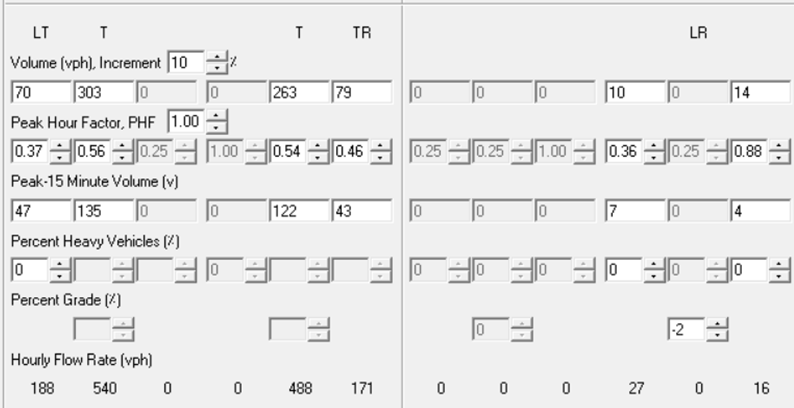 LT T T TR LR
Volume (vph), Increment 10 %
70 303 0 0 263 79 0 0 0 10 0 14
Peak Hour Factor, PHF 1.00
0.37 0.56 0.25 1.00 0.54 0.46 0.25 0.25 1.00 0.36 0.25 0.88
Peak-15 Minute Volume (v)
47 135 0 0 122 43 0 0 0 7 0 4
Percent Heavy Vehicles (%)
0 0 0 0 0 0 0 0
Percent Grade (%)
0 -2
Hourly Flow Rate (vph)
188 540 0 0 488 171 0 0 0 27 0 16